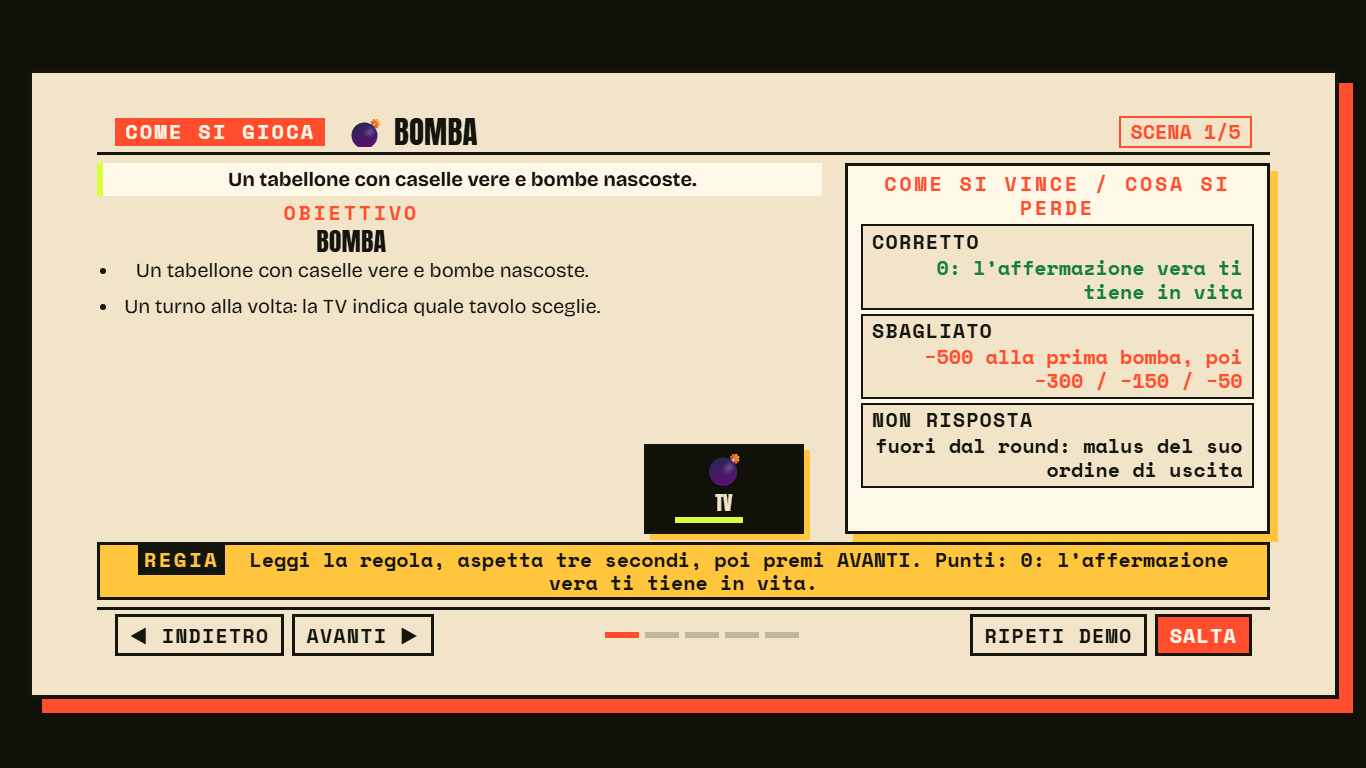 COME SI GIOCA
BOMBA
SCENA 1/5
Un tabellone con caselle vere e bombe nascoste.
OBIETTIVO
BOMBA
• Un tabellone con caselle vere e bombe nascoste.
• Un turno alla volta: la TV indica quale tavolo sceglie.
TV
COME SI VINCE / COSA SI
PERDE
CORRETTO
0: l'affermazione vera ti
tiene in vita
SBAGLIATO
-500 alla prima bomba, poi
-300 / -150 / -50
NON RISPOSTA
fuori dal round: malus del suo
ordine di uscita
REGIA Leggi la regola, aspetta tre secondi, poi premi AVANTI. Punti: 0: l'affermazione
vera ti tiene in vita.
◀ INDIETRO
AVANTI ▶
RIPETI DEMO
SALTA